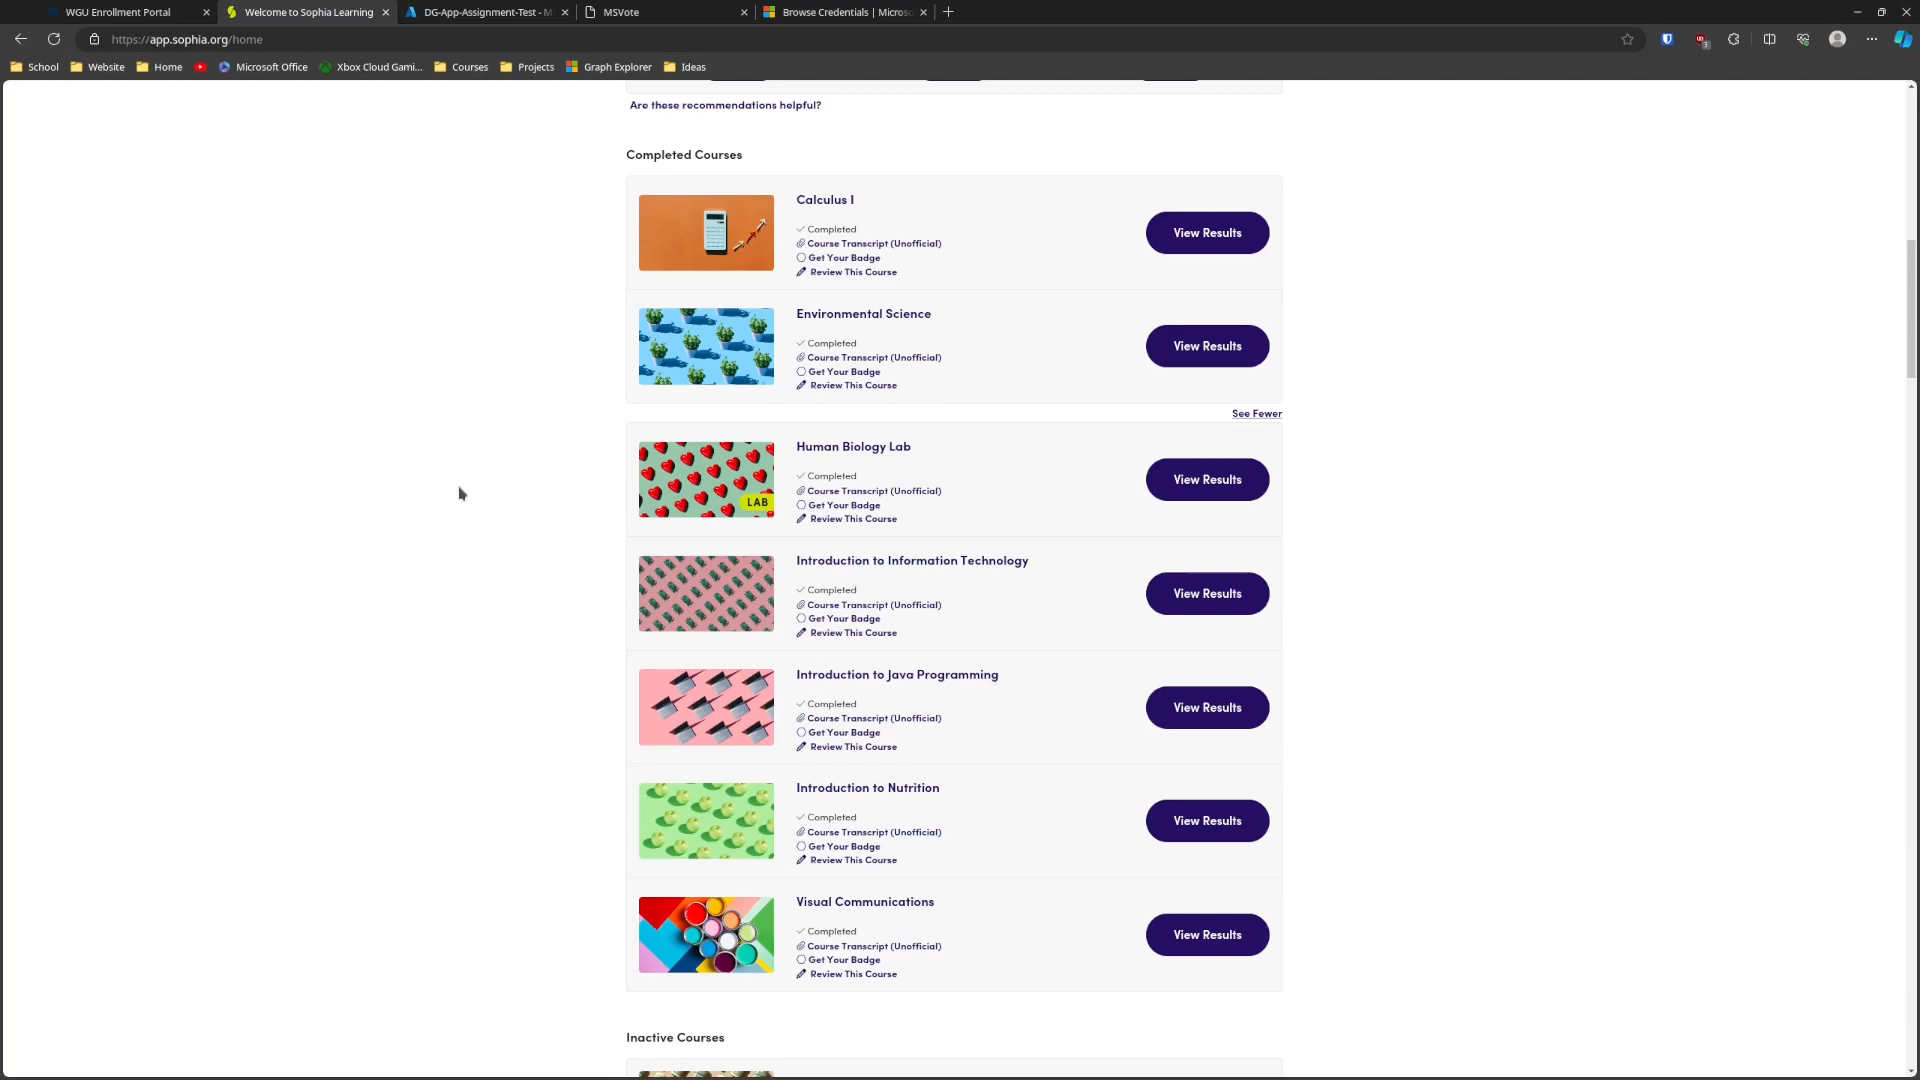 WGU Enrollment Portal
Welcome to Sophia Learning
DG-App-Assignment-Test - M
MSVote
Browse Credentials | Microso
https://app.sophia.org/home
3
School
Website
Home
Microsoft Office
Xbox Cloud Gami...
Courses
Projects
Graph Explorer
Ideas
Are these recommendations helpful?
Completed Courses
Calculus I
Completed
Course Transcript (Unofficial)
Get Your Badge
Review This Course
View Results
Environmental Science
Completed
Course Transcript (Unofficial)
Get Your Badge
Review This Course
View Results
See Fewer
LAB
Human Biology Lab
Completed
Course Transcript (Unofficial)
Get Your Badge
Review This Course
View Results
Introduction to Information Technology
Completed
Course Transcript (Unofficial)
Get Your Badge
Review This Course
View Results
Introduction to Java Programming
Completed
Course Transcript (Unofficial)
Get Your Badge
Review This Course
View Results
Introduction to Nutrition
Completed
Course Transcript (Unofficial)
Get Your Badge
Review This Course
View Results
Visual Communications
Completed
Course Transcript (Unofficial)
Get Your Badge
Review This Course
View Results
Inactive Courses